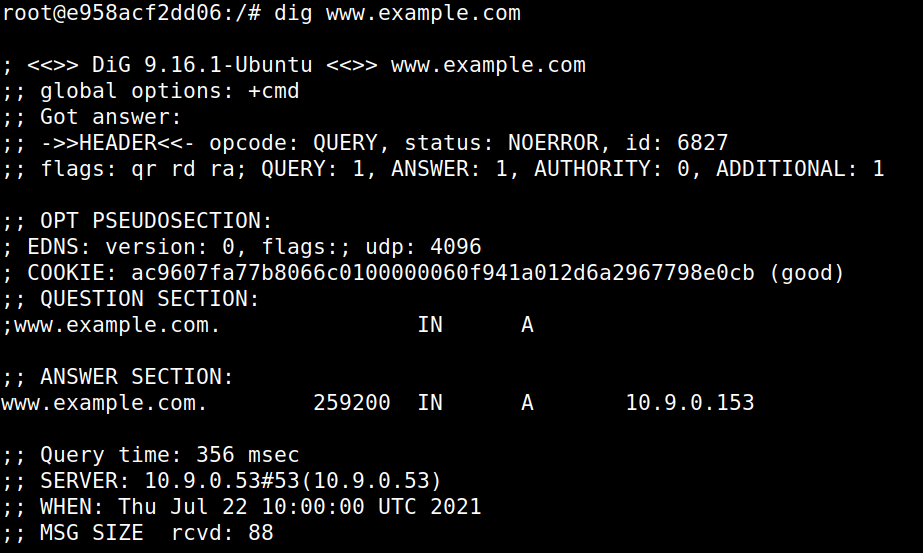 root@e958acf2dd06:/# dig www.example.com
; <<>> DiG 9.16.1-Ubuntu <<>> www.example.com
;; global options: +cmd
;; Got answer:
;; ->>HEADER<<- opcode: QUERY, status: NOERROR, id: 6827
;; flags: qr rd ra; QUERY: 1, ANSWER: 1, AUTHORITY: 0, ADDITIONAL: 1
;; OPT PSEUDOSECTION:
; EDNS: version: 0, flags:; udp: 4096
; COOKIE: ac9607fa77b8066c0100000060f941a012d6a2967798e0cb (good)
;; QUESTION SECTION:
;www.example.com. IN A
;; ANSWER SECTION:
www.example.com. 259200 IN A 10.9.0.153
;; Query time: 356 msec
;; SERVER: 10.9.0.53#53(10.9.0.53)
;; WHEN: Thu Jul 22 10:00:00 UTC 2021
;; MSG SIZE rcvd: 88